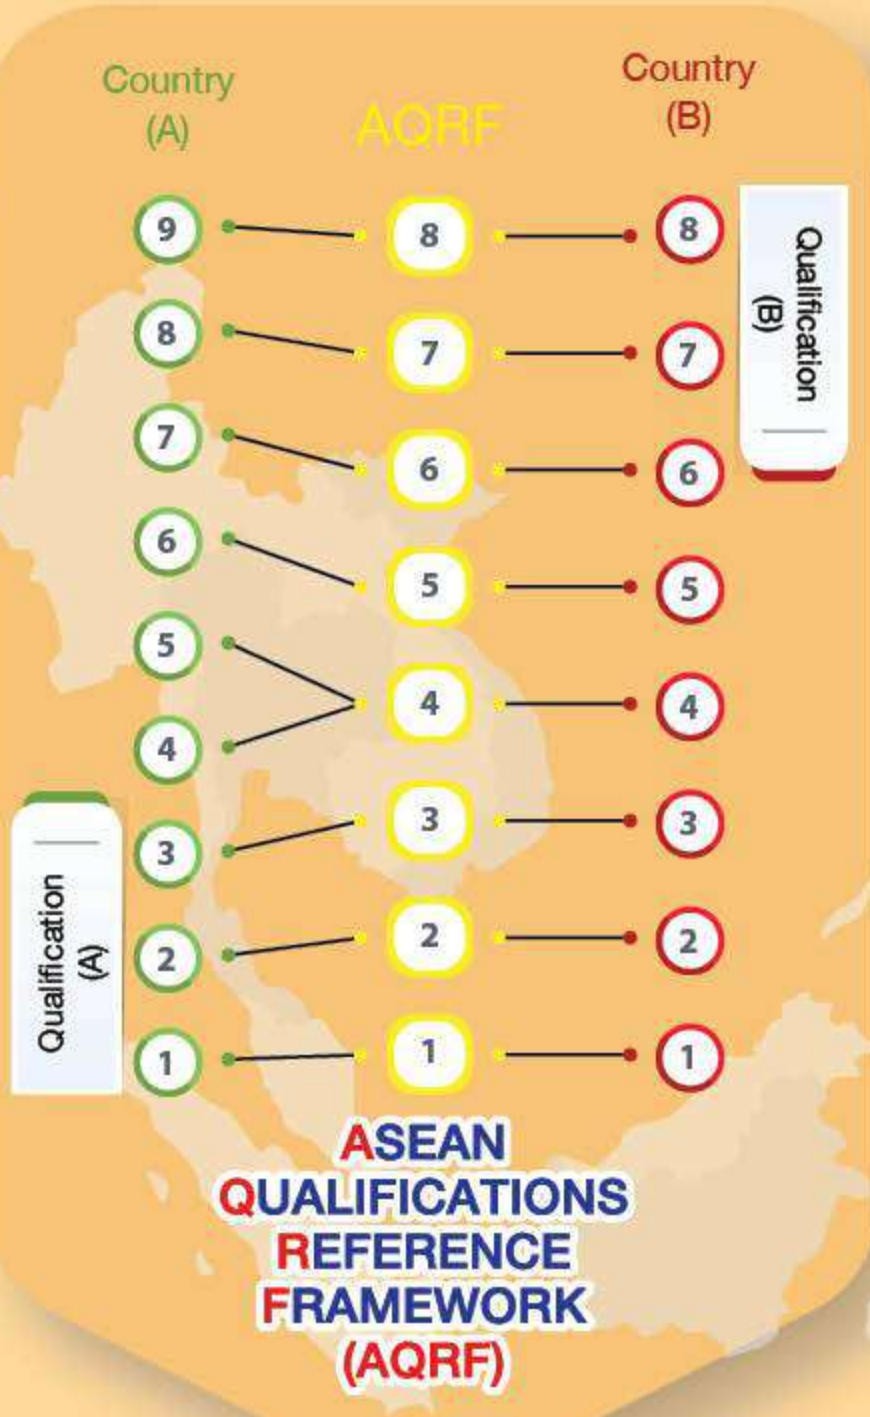 Country
(A)
AQRF
Country
(B)
9
8
8
8
7
7
7
6
6
6
5
5
5
4
4
4
3
3
3
2
2
2
1
1
1
Qualification
(B)
Qualification
(A)
ASEAN
QUALIFICATIONS
REFERENCE
FRAMEWORK
(AQRF)